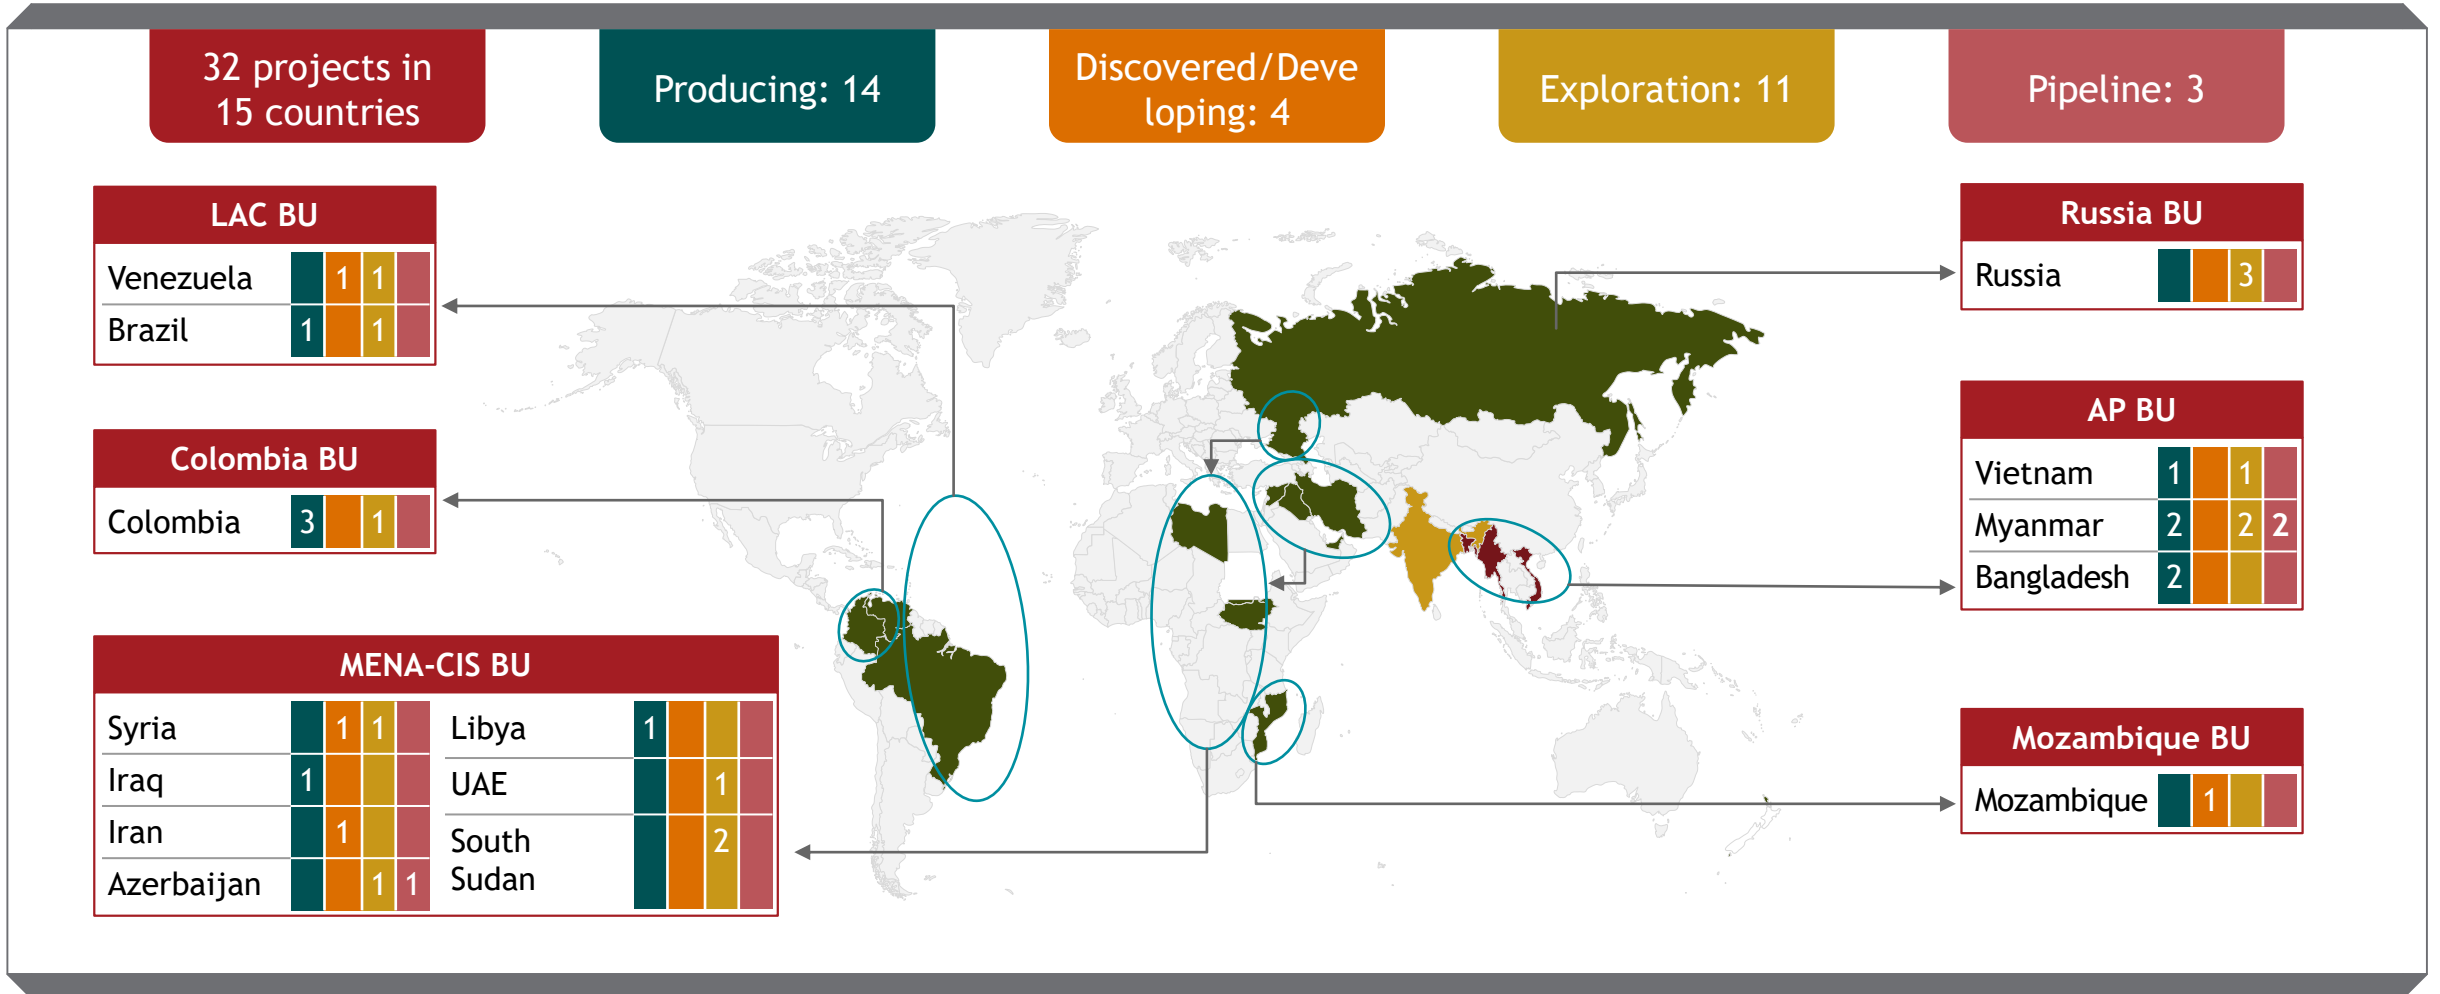 32 projects in
15 countries
Producing: 14
Discovered/Deve
loping: 4
Exploration: 11
Pipeline: 3
LAC BU
Venezuela 1 1
Brazil 1 1
Colombia BU
Colombia 3 1
MENA-CIS BU
Syria 1 1
Iraq 1
Iran 1
Azerbaijan 1 1
Libya 1
UAE 1
South 2
Sudan
Russia BU
Russia 3
AP BU
Vietnam 1 1
Myanmar 2 2 2
Bangladesh 2
Mozambique BU
Mozambique 1